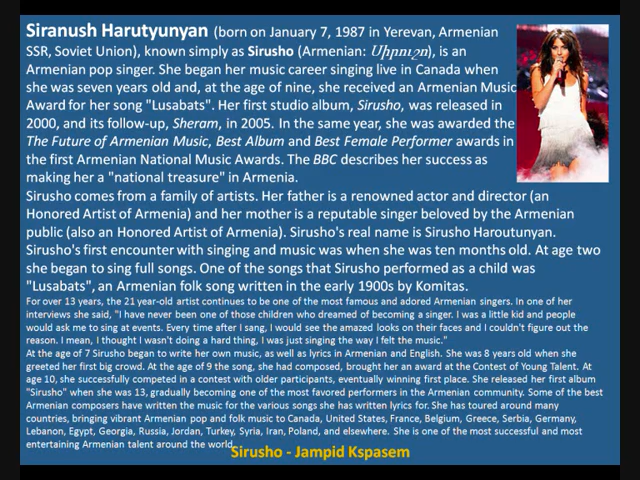 Siranush Harutyunyan (born on January 7, 1987 in Yerevan, Armenian
SSR, Soviet Union), known simply as Sirusho (Armenian: Սիրուշո), is an
Armenian pop singer. She began her music career singing live in Canada when
she was seven years old and, at the age of nine, she received an Armenian Music
Award for her song "Lusabats". Her first studio album, Sirusho, was released in
2000, and its follow-up, Sheram, in 2005. In the same year, she was awarded the
The Future of Armenian Music, Best Album and Best Female Performer awards in
the first Armenian National Music Awards. The BBC describes her success as
making her a "national treasure" in Armenia.
Sirusho comes from a family of artists. Her father is a renowned actor and director (an
Honored Artist of Armenia) and her mother is a reputable singer beloved by the Armenian
public (also an Honored Artist of Armenia). Sirusho's real name is Sirusho Haroutunyan.
Sirusho's first encounter with singing and music was when she was ten months old. At age two
she began to sing full songs. One of the songs that Sirusho performed as a child was
"Lusabats", an Armenian folk song written in the early 1900s by Komitas.
For over 13 years, the 21 year-old artist continues to be one of the most famous and adored Armenian singers. In one of her
interviews she said, "I have never been one of those children who dreamed of becoming a singer. I was a little kid and people
would ask me to sing at events. Every time after I sang, I would see the amazed looks on their faces and I couldn't figure out the
reason. I mean, I thought I wasn't doing a hard thing, I was just singing the way I felt the music."
At the age of 7 Sirusho began to write her own music, as well as lyrics in Armenian and English. She was 8 years old when she
greeted her first big crowd. At the age of 9 the song, she had composed, brought her an award at the Contest of Young Talent. At
age 10, she successfully competed in a contest with older participants, eventually winning first place. She released her first album
"Sirusho" when she was 13, gradually becoming one of the most favored performers in the Armenian community. Some of the best
Armenian composers have written the music for the various songs she has written lyrics for. She has toured around many
countries, bringing vibrant Armenian pop and folk music to Canada, United States, France, Belgium, Greece, Serbia, Germany,
Lebanon, Egypt, Georgia, Russia, Jordan, Turkey, Syria, Iran, Poland, and elsewhere. She is one of the most successful and most
entertaining Armenian talent around the world.
Sirusho - Jampid Kspasem